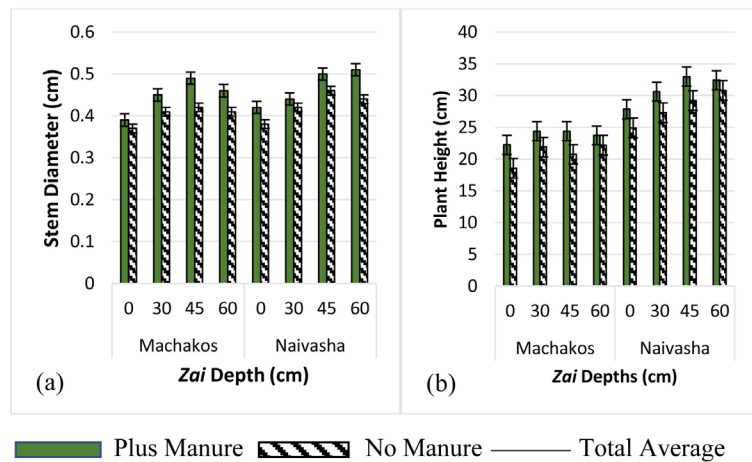 0.6
0.5
0.4
0.3
0.2
0.1
0
Stem Diameter (cm)
0 30 45 60 0 30 45 60
Machakos Naivasha
(a) Zai Depth (cm)
40
35
30
25
20
15
10
5
0
Plant Height (cm)
0 30 45 60 0 30 45 60
Machakos Naivasha
(b) Zai Depths (cm)
Plus Manure No Manure Total Average